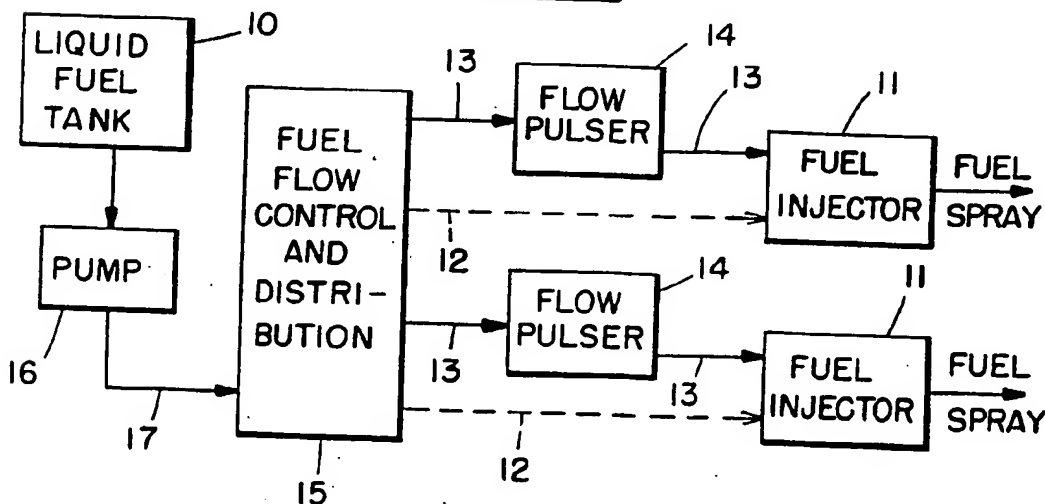 10
LIQUID
FUEL
TANK
PUMP
16
17
FUEL
FLOW
CONTROL
AND
DISTRI-
BUTION
15
13
14
FLOW
PULSER
13
11
FUEL
INJECTOR
FUEL
SPRAY
12
13
14
FLOW
PULSER
13
11
FUEL
INJECTOR
FUEL
SPRAY
12